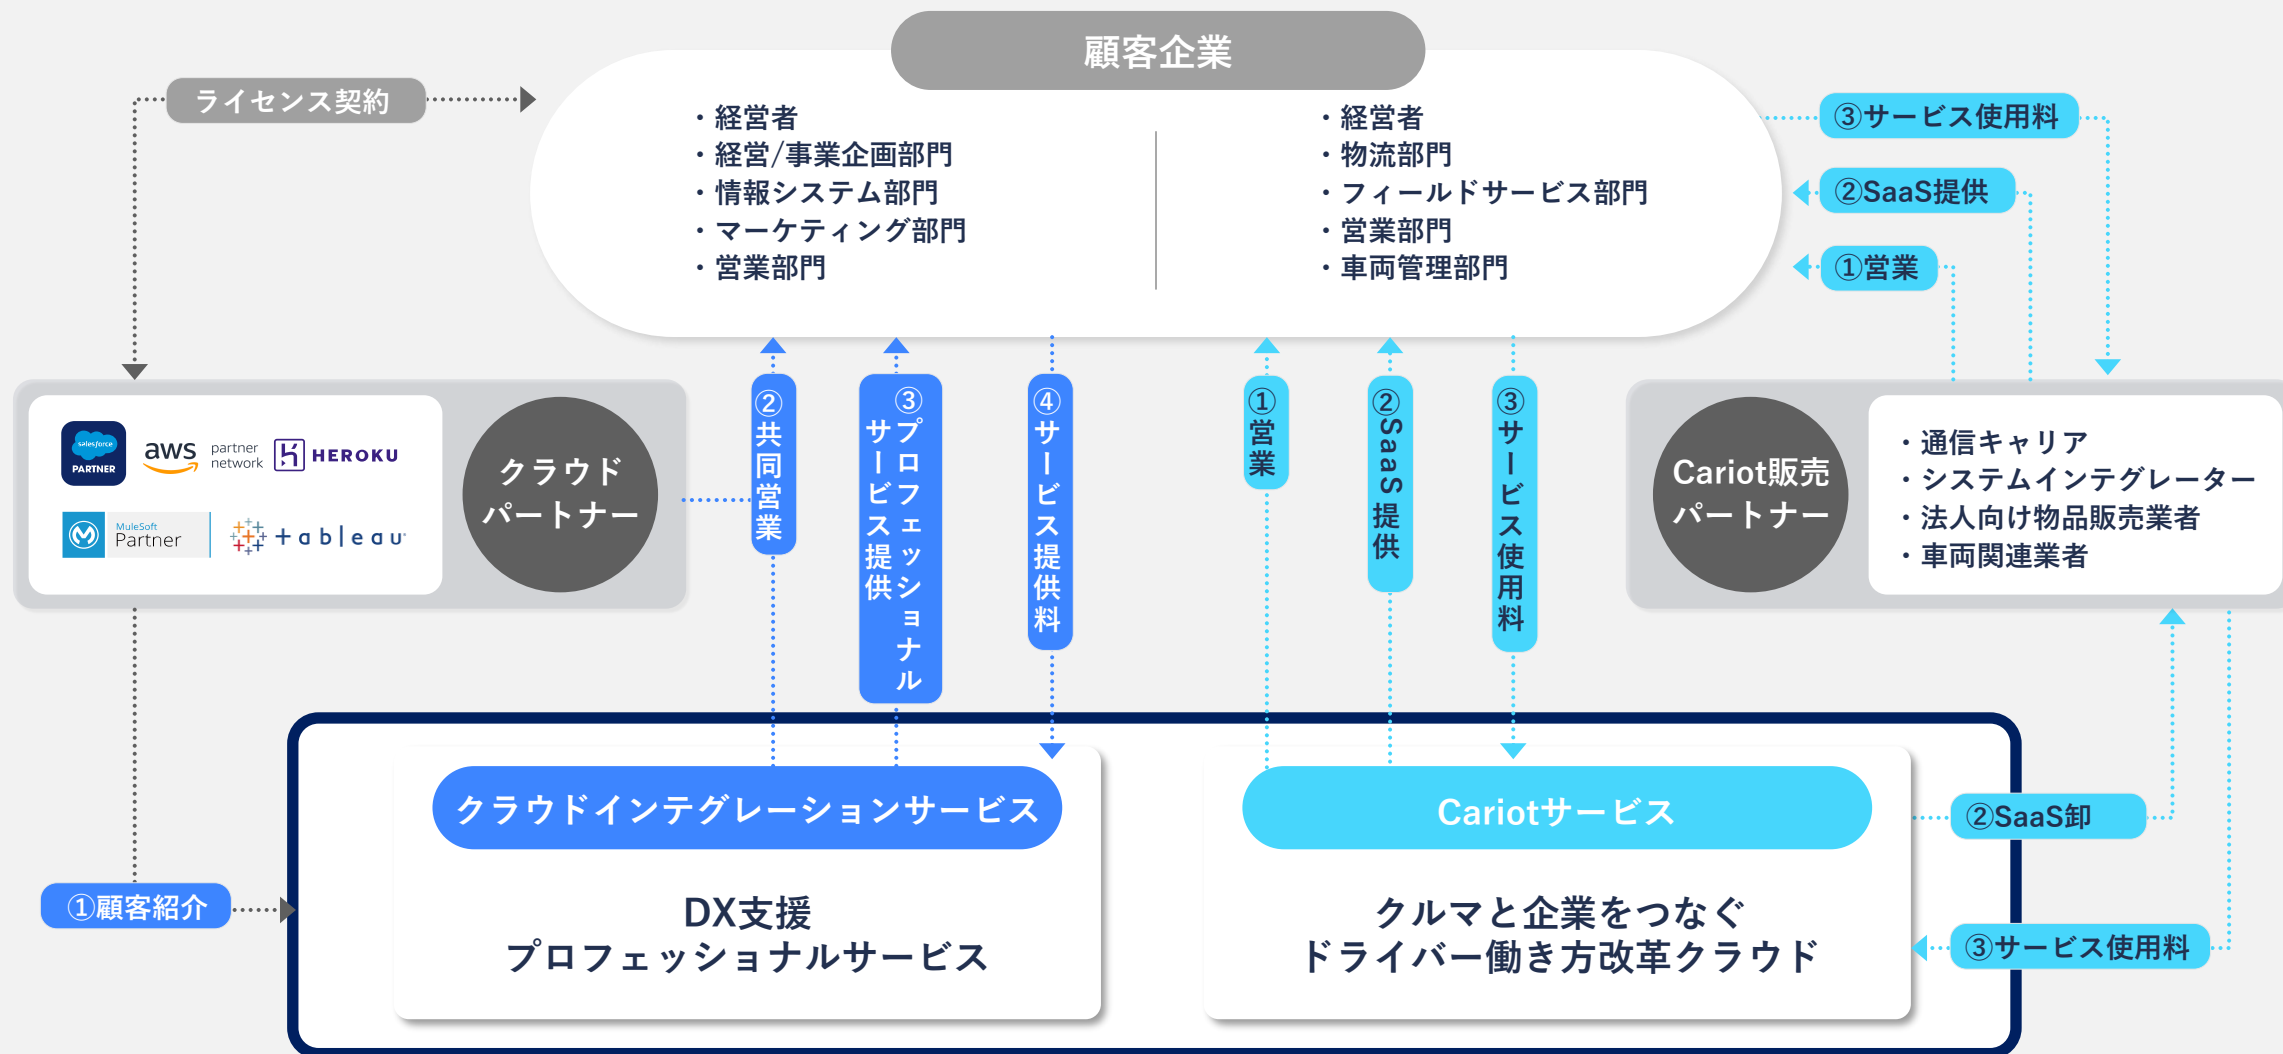 顧客企業
ライセンス契約
・経営者
・経営/事業企画部門
・情報システム部門
・マーケティング部門
・営業部門
・経営者
・物流部門
・フィールドサービス部門
・営業部門
・車両管理部門
③サービス使用料
②SaaS提供
①営業
salesforce
PARTNER
aws
partner
network
HEROKU
MuleSoft
Partner
+ableau
クラウド
パートナー
②共同営業
③プロフェッショナル
サービス提供
④サービス提供料
①営業
②SaaS提供
③サービス使用料
Cariot販売
パートナー
・通信キャリア
・システムインテグレーター
・法人向け物品販売業者
・車両関連業者
クラウドインテグレーションサービス
DX支援
プロフェッショナルサービス
Cariotサービス
クルマと企業をつなぐ
ドライバー働き方改革クラウド
①顧客紹介
②SaaS卸
③サービス使用料